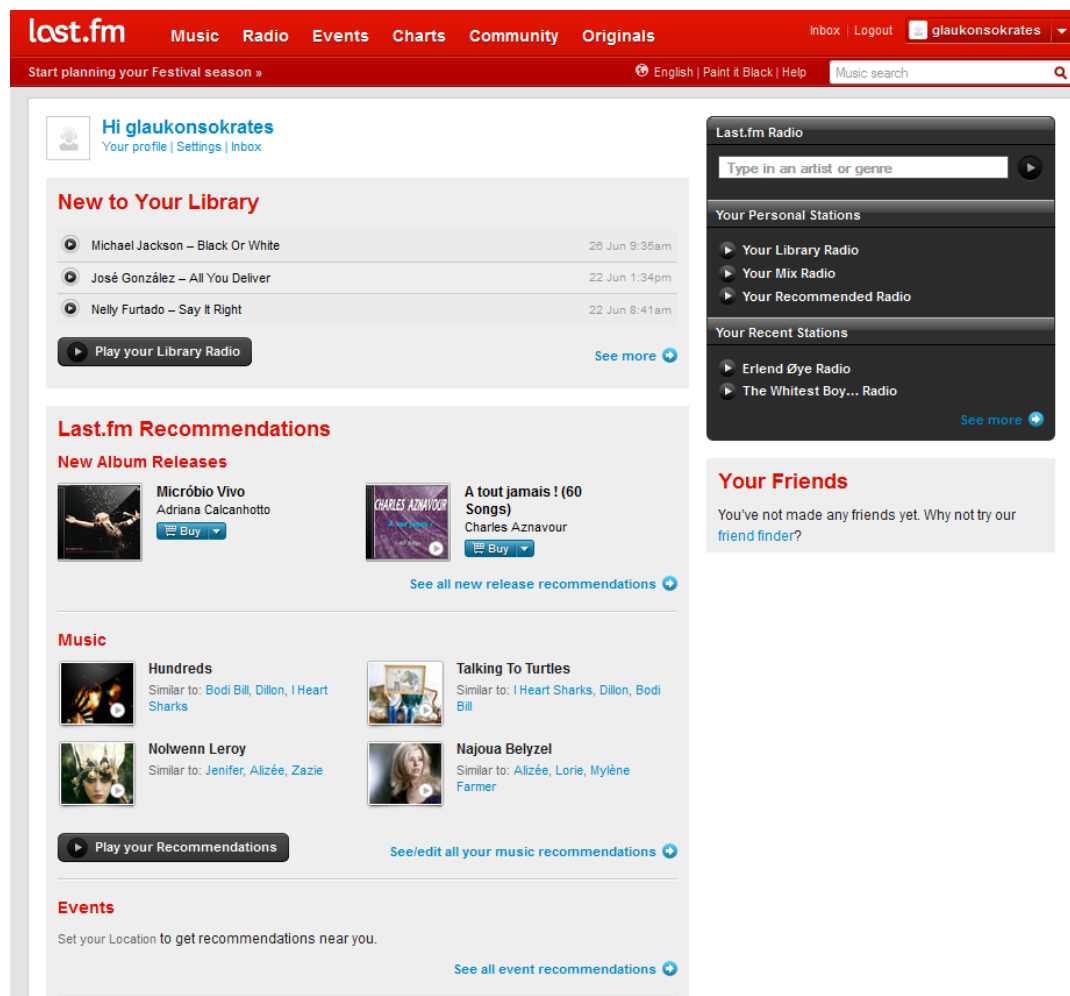 last.fm
Music Radio Events Charts Community Originals
Inbox | Logout glaukonsokrates
Start planning your Festival season »
English | Paint it Black | Help
Music search
Hi glaukonsokrates
Your profile | Settings | Inbox
New to Your Library
Michael Jackson – Black Or White 26 Jun 9:35am
José González – All You Deliver 22 Jun 1:34pm
Nelly Furtado – Say It Right 22 Jun 8:41am
Play your Library Radio
See more
Last.fm Recommendations
New Album Releases
Micróbio Vivo
Adriana Calcanhotto
Buy
CHARLES AZNAVOUR
A tout jamais ! (60
Songs)
Charles Aznavour
Buy
See all new release recommendations
Music
Hundreds
Similar to: Bodi Bill, Dillon, I Heart
Sharks
Talking To Turtles
Similar to: I Heart Sharks, Dillon, Bodi
Bill
Nolwenn Leroy
Similar to: Jenifer, Alizée, Zazie
Najoua Belyzel
Similar to: Alizée, Lorie, Mylène
Farmer
Play your Recommendations
See/edit all your music recommendations
Events
Set your Location to get recommendations near you.
See all event recommendations
Last.fm Radio
Type in an artist or genre
Your Personal Stations
Your Library Radio
Your Mix Radio
Your Recommended Radio
Your Recent Stations
Erlend Øye Radio
The Whitest Boy... Radio
See more
Your Friends
You've not made any friends yet. Why not try our
friend finder?